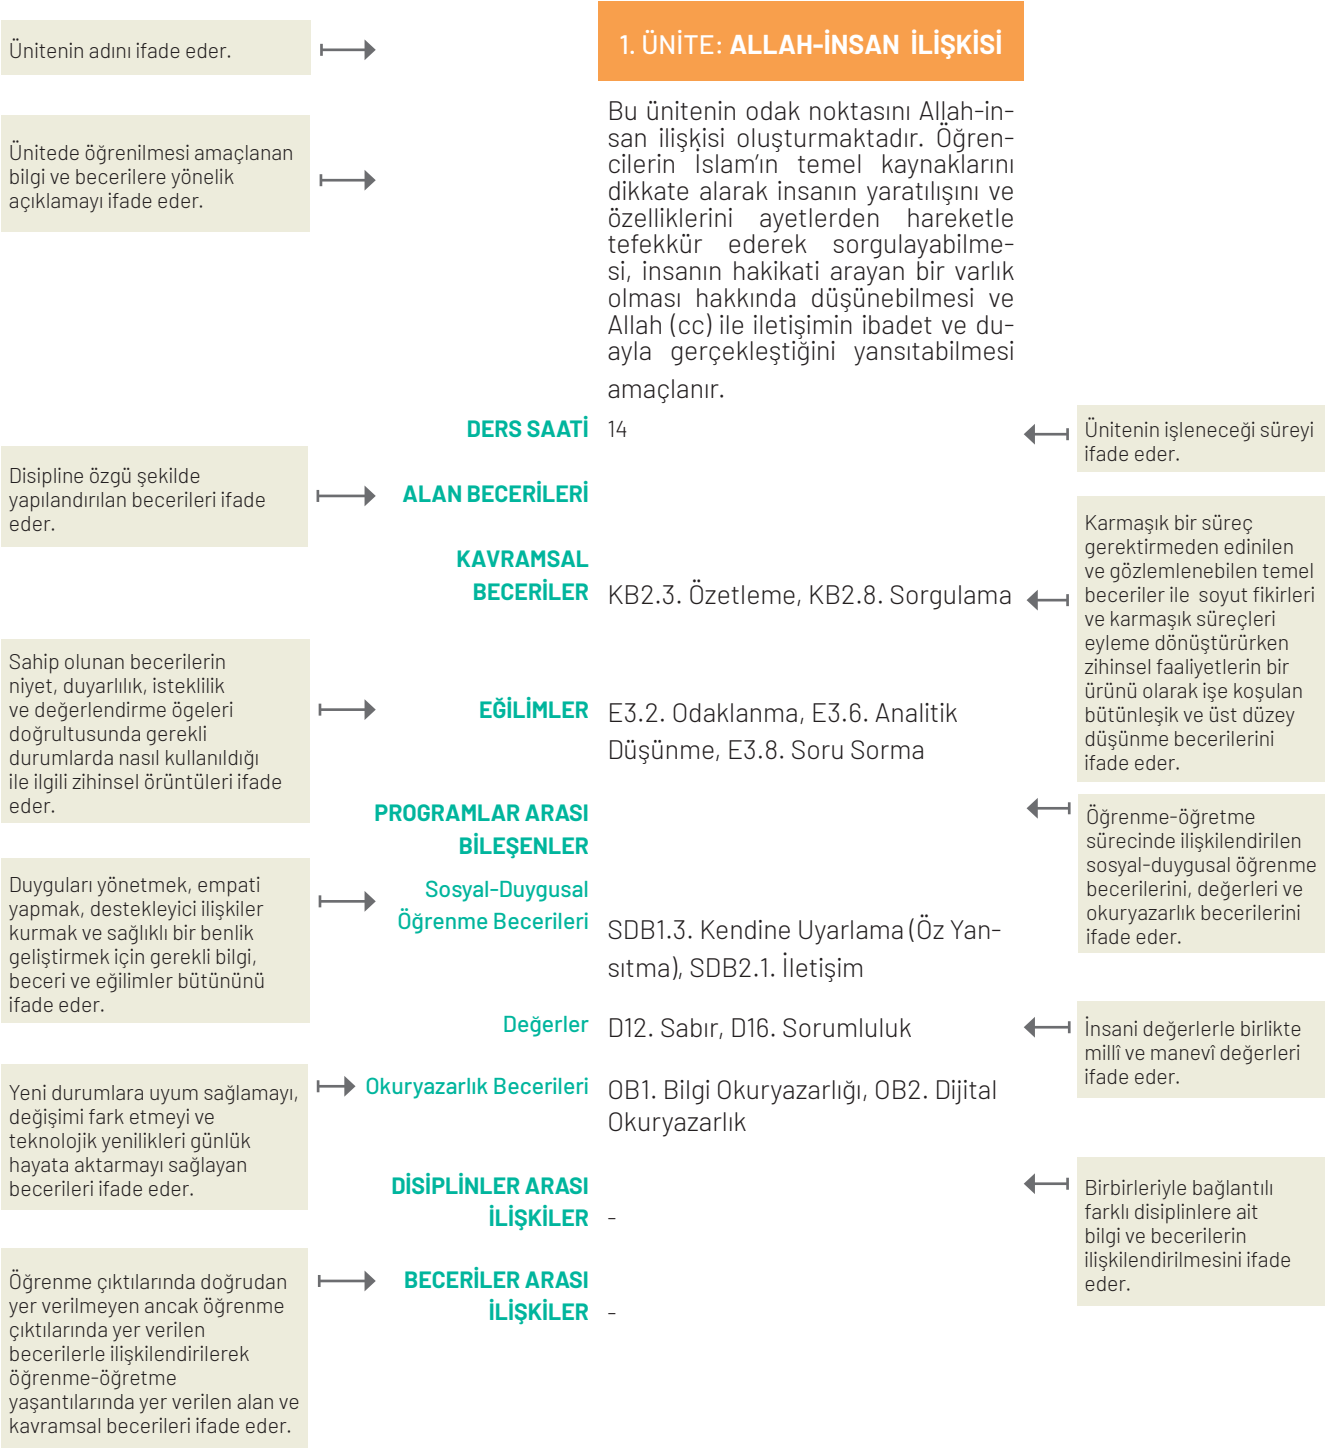 Ünitenin adını ifade eder.
1. ÜNİTE: ALLAH-İNSAN İLİŞKİSİ
Ünitede öğrenilmesi amaçlanan
bilgi ve becerilere yönelik
açıklamayı ifade eder.
Bu ünitenin odak noktasını Allah-in-
san ilişkisi oluşturmaktadır. Öğren-
cilerin İslam'ın temel kaynaklarını
dikkate alarak insanın yaratılışını ve
özelliklerini ayetlerden hareketle
tefekkür ederek sorgulayabilme-
si, insanın hakikati arayan bir varlık
olması hakkında düşünebilmesi ve
Allah (cc) ile iletişimin ibadet ve du-
ayla gerçekleştiğini yansıtabilmesi
amaçlanır.
DERS SAATİ 14
Ünitenin işleneceği süreyi
ifade eder.
Disipline özgü şekilde
yapılandırılan becerileri ifade
eder.
ALAN BECERİLERİ
KAVRAMSAL
BECERİLER KB2.3. Özetleme, KB2.8. Sorgulama
Karmaşık bir süreç
gerektirmeden edinilen
ve gözlemlenebilen temel
beceriler ile soyut fikirleri
ve karmaşık süreçleri
eyleme dönüştürürken
zihinsel faaliyetlerin bir
ürünü olarak işe koşulan
bütünleşik ve üst düzey
düşünme becerilerini
ifade eder.
Sahip olunan becerilerin
niyet, duyarlılık, isteklilik
ve değerlendirme ögeleri
doğrultusunda gerekli
durumlarda nasıl kullanıldığı
ile ilgili zihinsel örüntüleri ifade
eder.
EĞİLİMLER E3.2. Odaklanma, E3.6. Analitik
Düşünme, E3.8. Soru Sorma
PROGRAMLAR ARASI
BİLEŞENLER
Öğrenme-öğretme
sürecinde ilişkilendirilen
sosyal-duygusal öğrenme
becerilerini, değerleri ve
okuryazarlık becerilerini
ifade eder.
Duyguları yönetmek, empati
yapmak, destekleyici ilişkiler
kurmak ve sağlıklı bir benlik
geliştirmek için gerekli bilgi,
beceri ve eğilimler bütününü
ifade eder.
Sosyal-Duygusal
Öğrenme Becerileri SDB1.3. Kendine Uyarlama (Öz Yan-
sıtma), SDB2.1. İletişim
Değerler D12. Sabır, D16. Sorumluluk
İnsani değerlerle birlikte
millî ve manevî değerleri
ifade eder.
Yeni durumlara uyum sağlamayı,
değişimi fark etmeyi ve
teknolojik yenilikleri günlük
hayata aktarmayı sağlayan
becerileri ifade eder.
Okuryazarlık Becerileri OB1. Bilgi Okuryazarlığı, OB2. Dijital
Okuryazarlık
DİSİPLİNLER ARASI
İLİŞKİLER -
Birbirleriyle bağlantılı
farklı disiplinlere ait
bilgi ve becerilerin
ilişkilendirilmesini ifade
eder.
Öğrenme çıktılarında doğrudan
yer verilmeyen ancak öğrenme
çıktılarında yer verilen
becerilerle ilişkilendirilerek
öğrenme-öğretme
yaşantılarında yer verilen alan ve
kavramsal becerileri ifade eder.
BECERİLER ARASI
İLİŞKİLER -